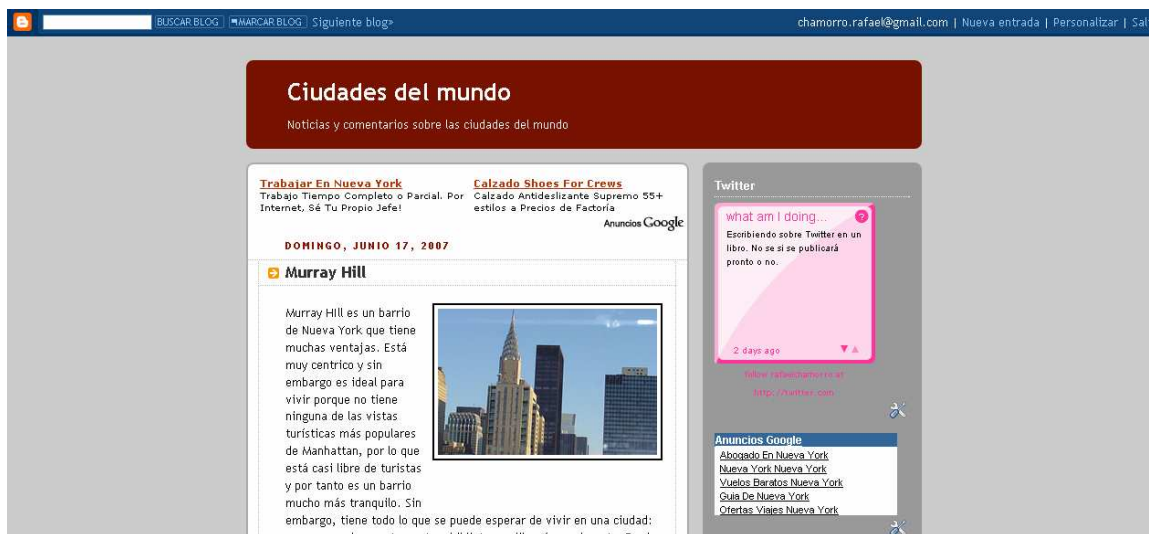 BUSCAR BLOG MARCAR BLOG Siguiente blog»
chamorro.rafael@gmail.com | Nueva entrada | Personalizar | Sal
Ciudades del mundo
Noticias y comentarios sobre las ciudades del mundo
Trabajar En Nueva York
Trabajo Tiempo Completo o Parcial. Por
Internet, Sé Tu Propio Jefe!
Calzado Shoes For Crews
Calzado Antideslizante Supremo 55+
estilos a Precios de Factoría
Anuncios Google
DOMINGO, JUNIO 17, 2007
Murray Hill
Murray HIll es un barrio
de Nueva York que tiene
muchas ventajas. Está
muy centrico y sin
embargo es ideal para
vivir porque no tiene
ninguna de las vistas
turísticas más populares
de Manhattan, por lo que
está casi libre de turistas
y por tanto es un barrio
mucho más tranquilo. Sin
embargo, tiene todo lo que se puede esperar de vivir en una ciudad:
Twitter
what am I doing... ?
Escribiendo sobre Twitter en un
libro. No se si se publicará
pronto o no.
2 days ago
follow rafaelchamorro at
http://twitter.com
Anuncios Google
Abogado En Nueva York
Nueva York Nueva York
Vuelos Baratos Nueva York
Guia De Nueva York
Ofertas Viajes Nueva York